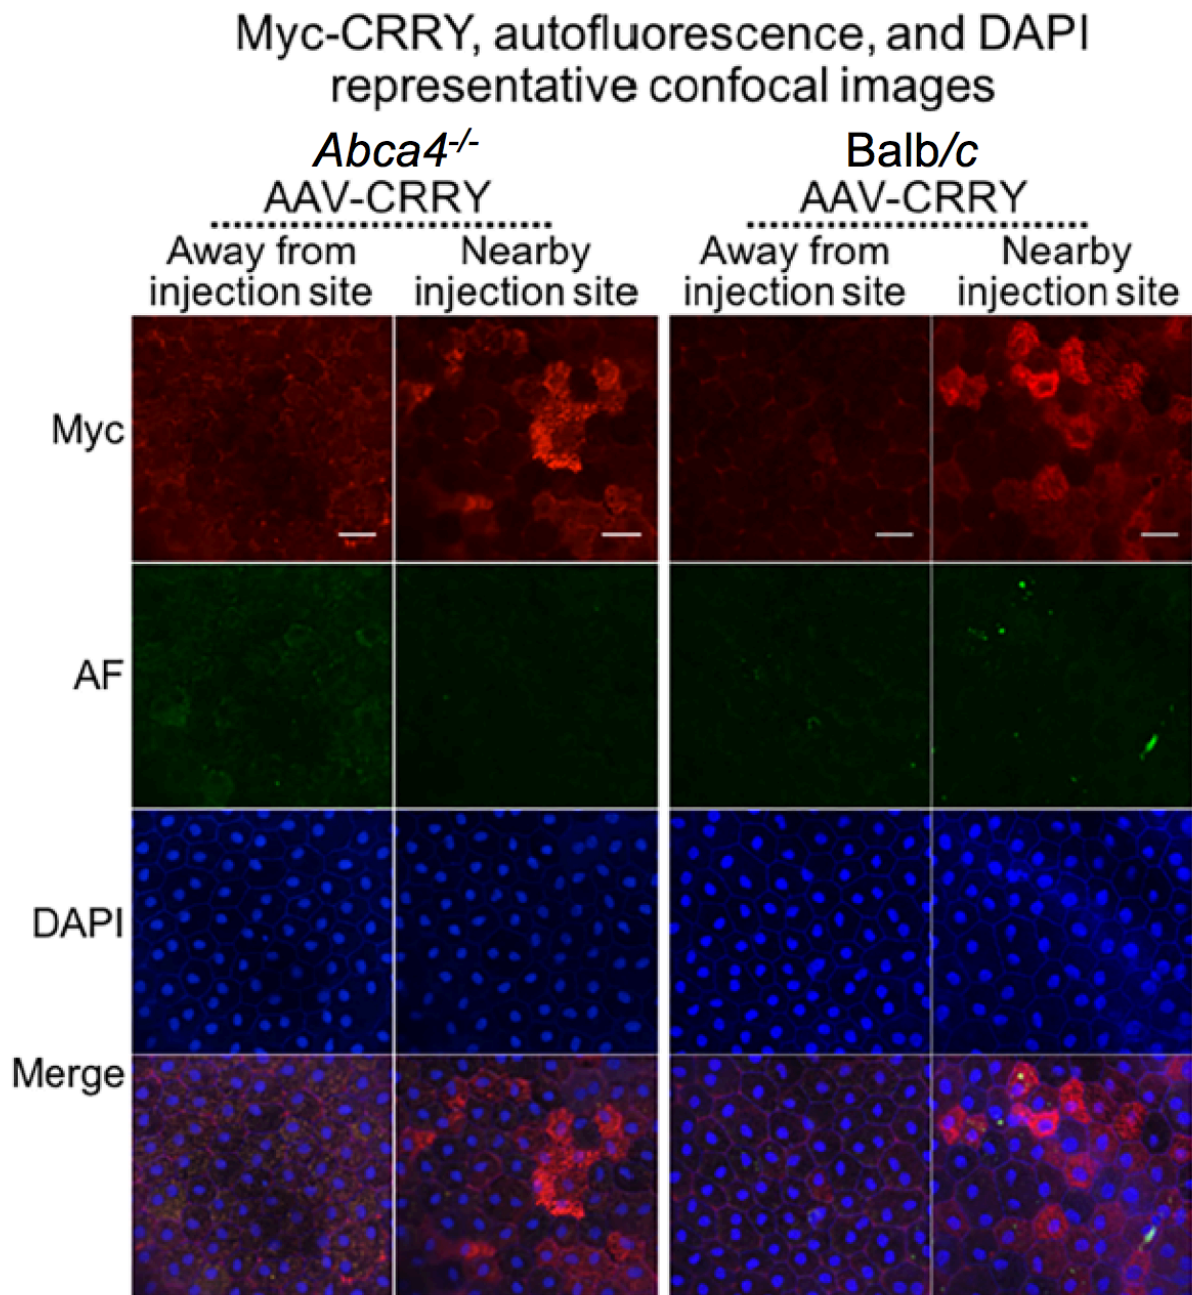 Myc-CRRY, autofluorescence, and DAPI
representative confocal images
Abca4-/-
Balb/c
AAV-CRRY
AAV-CRRY
Away from
injection site
Nearby
injection site
Away from
injection site
Nearby
injection site
Myc
AF
DAPI
Merge